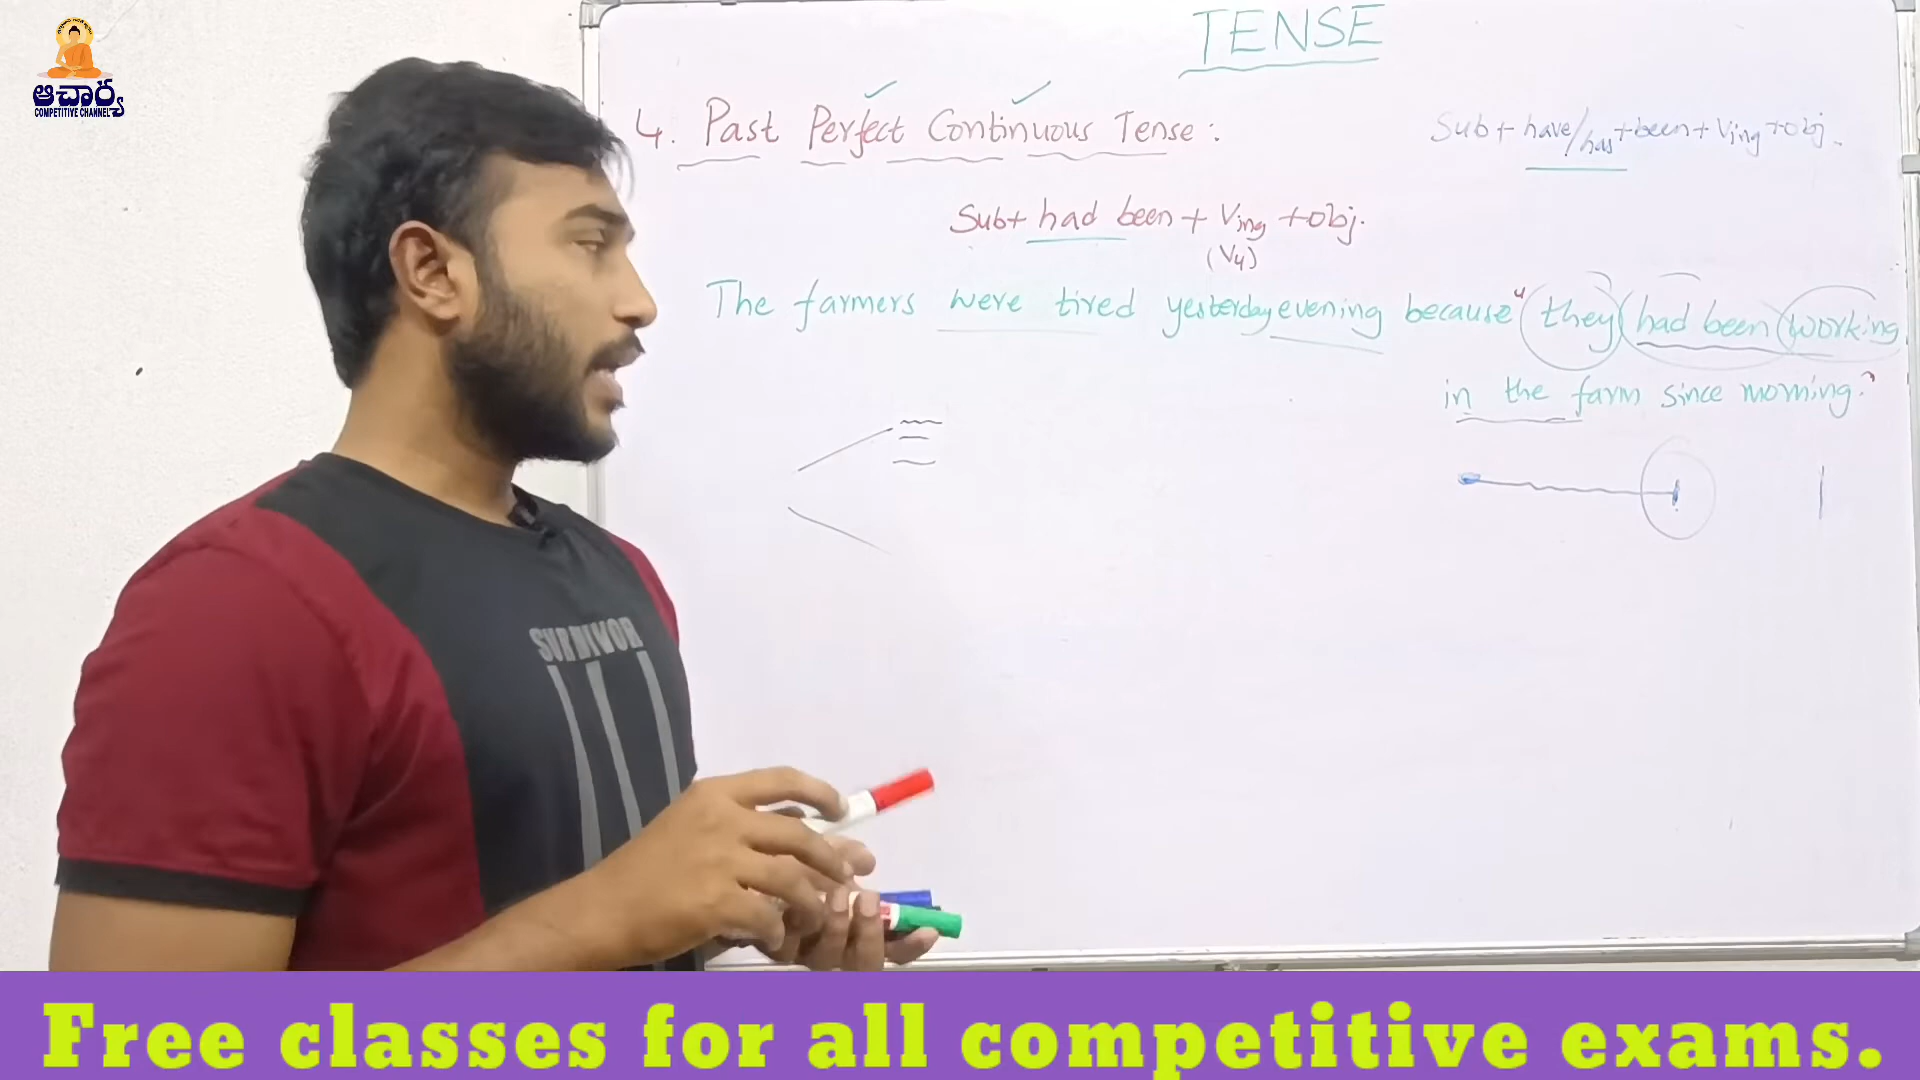 ఆచార్య
COMPETITIVE CHANNEL
TENSE
4. Past Perfect Continuous Tense :
Sub + have/has + been + Ving + obj.
Sub + had been + Ving + obj.
(V4)
The farmers were tired yesterday evening because "they had been working
in the farm since morning."
SURVIVOR
Free classes for all competitive exams.